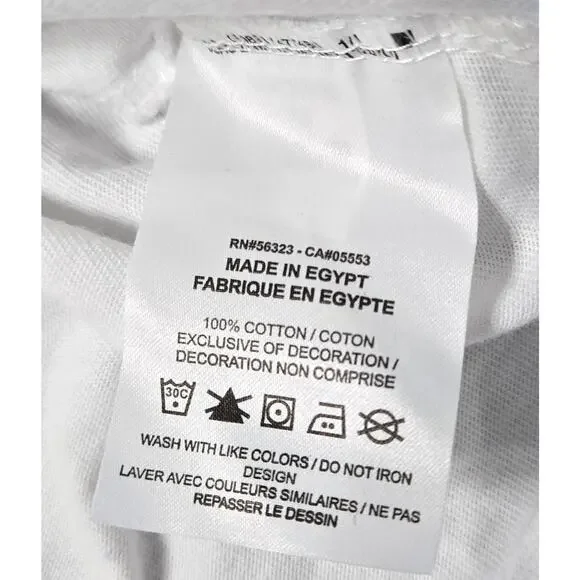 RN#56323 - CA#05553
MADE IN EGYPT
FABRIQUE EN EGYPTE
100% COTTON / COTON
EXCLUSIVE OF DECORATION /
DECORATION NON COMPRISE
30C
WASH WITH LIKE COLORS / DO NOT IRON
DESIGN
LAVER AVEC COULEURS SIMILAIRES / NE PAS
REPASSER LE DESSIN